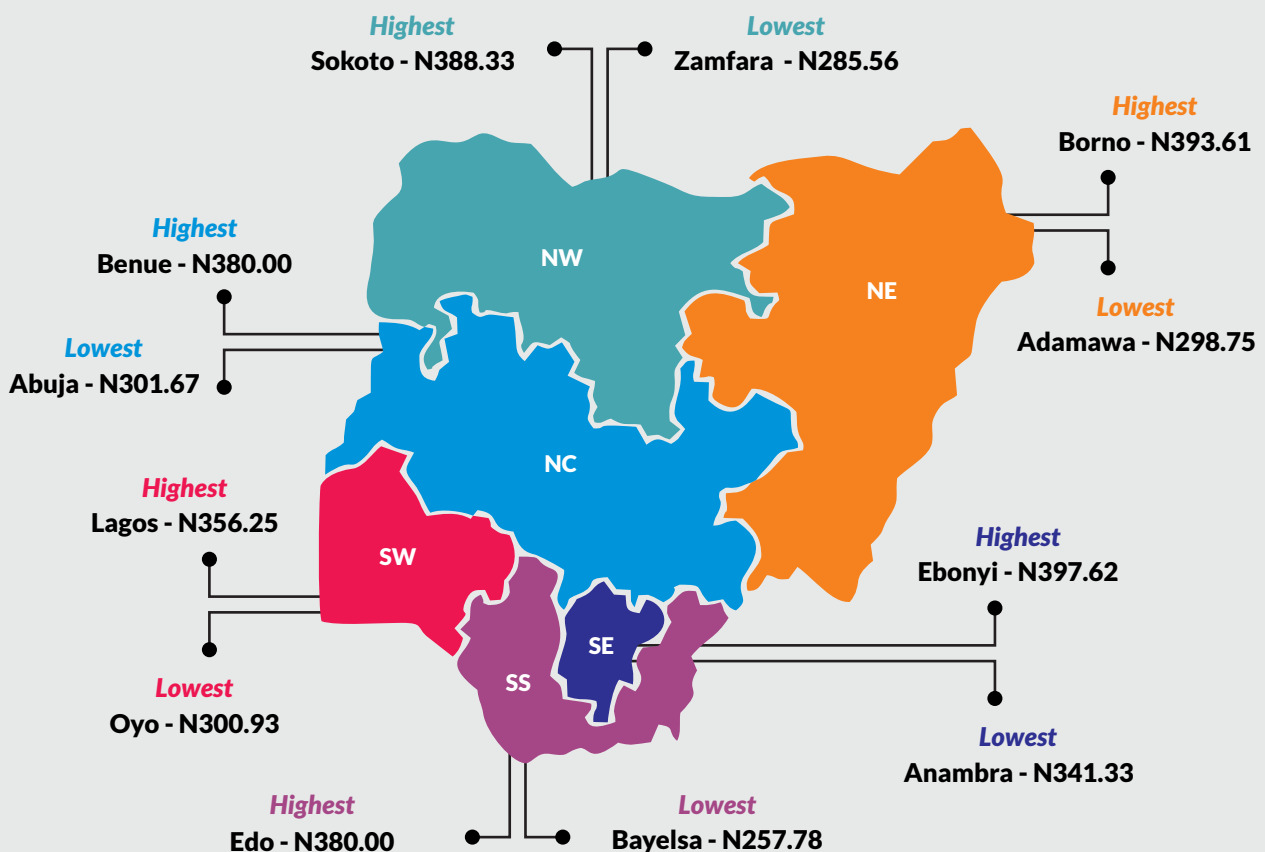 Highest
Sokoto - N388.33
Lowest
Zamfara - N285.56
Highest
Borno - N393.61
Lowest
Adamawa - N298.75
Highest
Benue - N380.00
Lowest
Abuja - N301.67
NW
NE
NC
SW
SE
SS
Highest
Lagos - N356.25
Lowest
Oyo - N300.93
Highest
Ebonyi - N397.62
Lowest
Anambra - N341.33
Highest
Edo - N380.00
Lowest
Bayelsa - N257.78